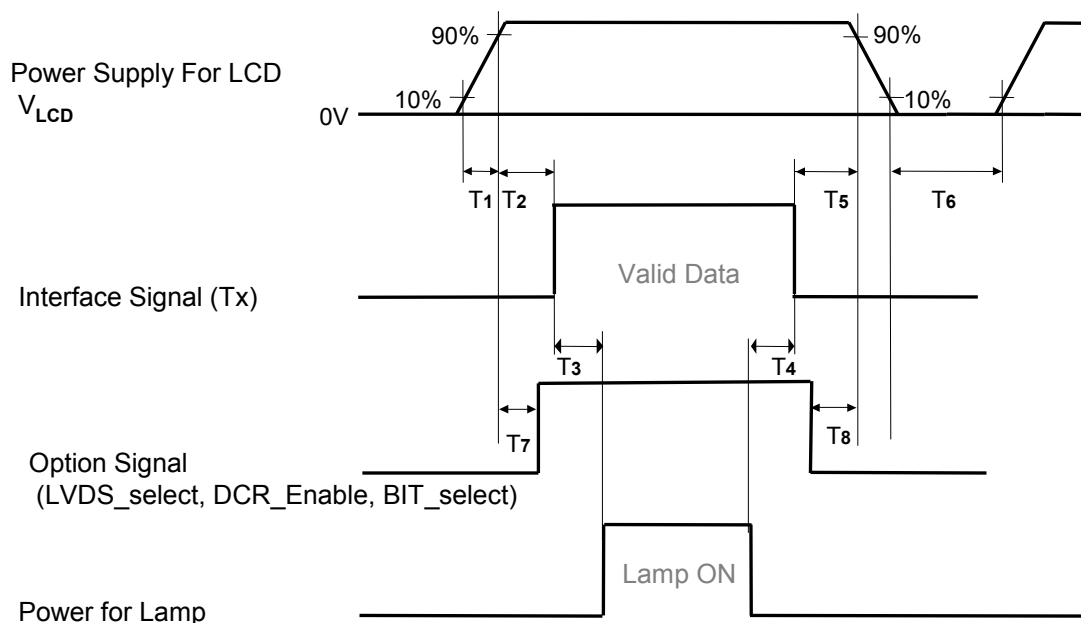 90%
90%
Power Supply For LCD
VLCD
10%
10%
0V
T1
T2
T5
T6
Valid Data
Interface Signal (Tx)
T3
T4
T7
T8
Option Signal
(LVDS_select, DCR_Enable, BIT_select)
Lamp ON
Power for Lamp